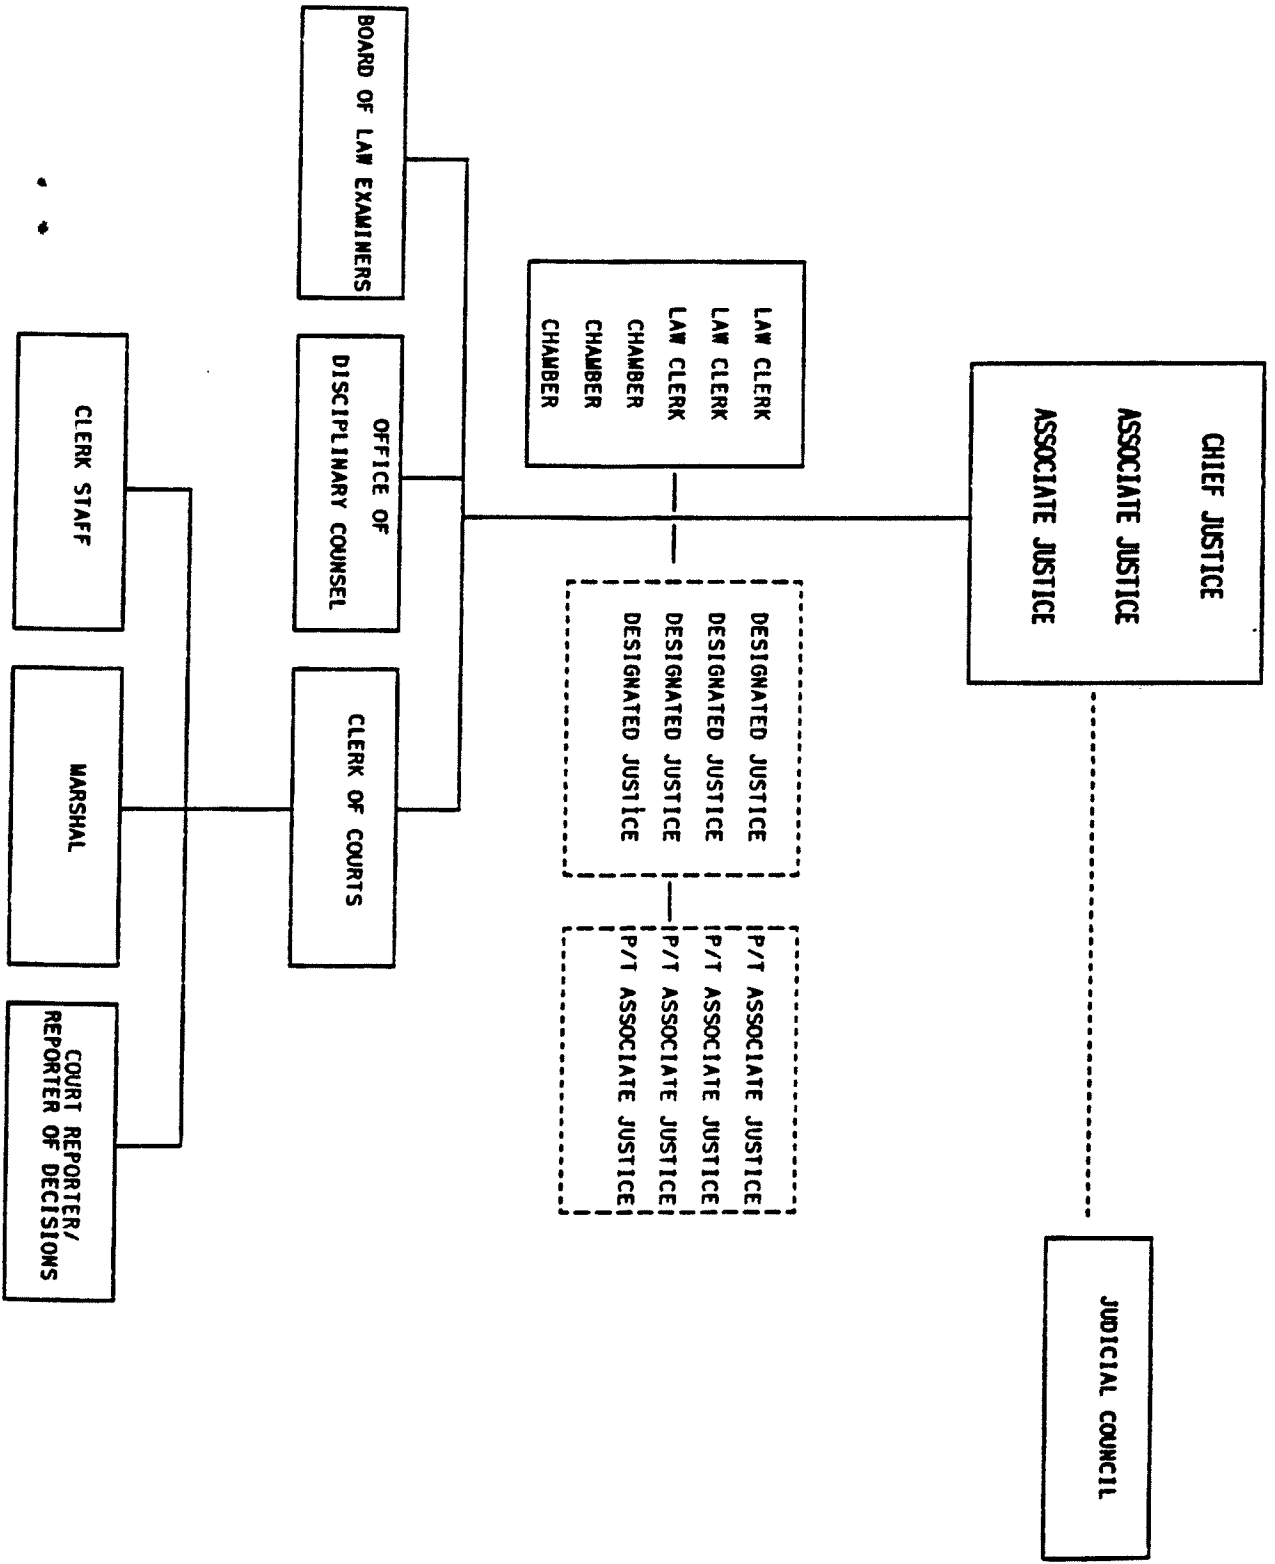 CHIEF JUSTICE
ASSOCIATE JUSTICE
ASSOCIATE JUSTICE
JUDICIAL COUNCIL
LAW CLERK
LAW CLERK
LAW CLERK
CHAMBER
CHAMBER
CHAMBER
DESIGNATED JUSTICE
DESIGNATED JUSTICE
DESIGNATED JUSTICE
DESIGNATED JUSTICE
P/T ASSOCIATE JUSTICE
P/T ASSOCIATE JUSTICE
P/T ASSOCIATE JUSTICE
P/T ASSOCIATE JUSTICE
BOARD OF LAW EXAMINERS
OFFICE OF
DISCIPLINARY COUNSEL
CLERK OF COURTS
CLERK STAFF
MARSHAL
COURT REPORTER/
REPORTER OF DECISIONS